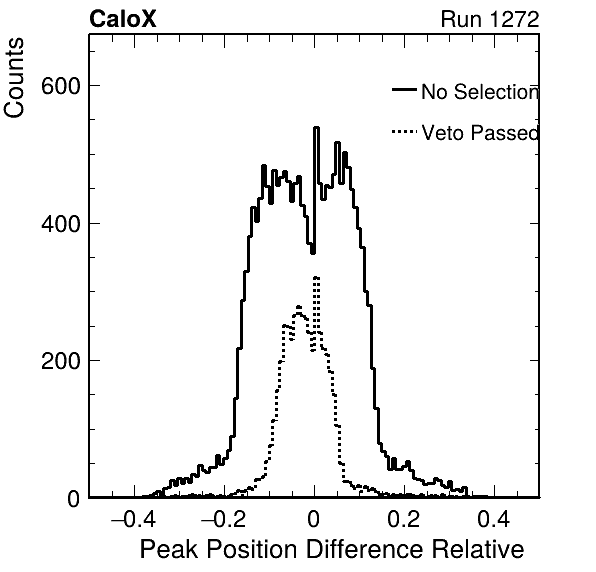 CaloX Run 1272
Counts
600
No Selection
Veto Passed
400
200
0
−0.4 −0.2 0 0.2 0.4
Peak Position Difference Relative